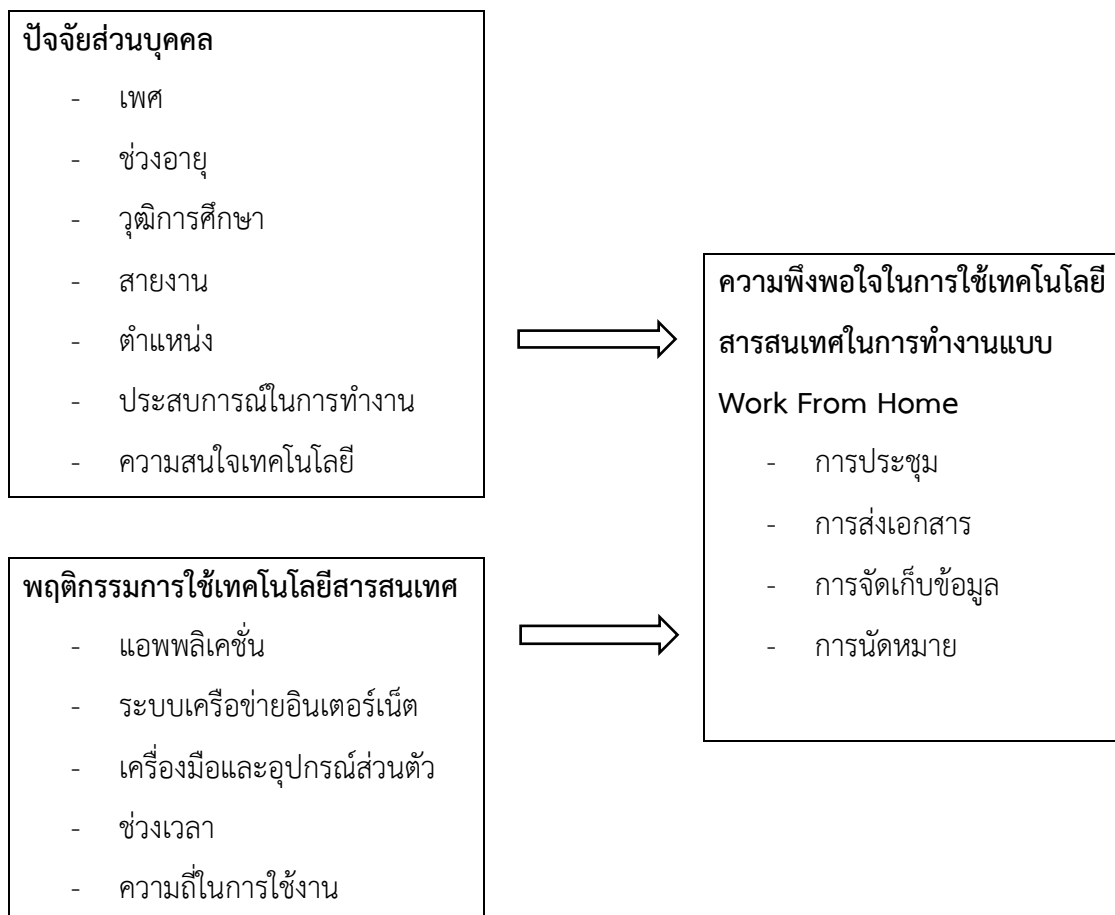 ปัจจัยส่วนบุคคล
- เพศ
- ช่วงอายุ
- วุฒิการศึกษา
- สายงาน
- ตำแหน่ง
- ประสบการณ์ในการทำงาน
- ความสนใจเทคโนโลยี
พฤติกรรมการใช้เทคโนโลยีสารสนเทศ
- แอพพลิเคชั่น
- ระบบเครือข่ายอินเตอร์เน็ต
- เครื่องมือและอุปกรณ์ส่วนตัว
- ช่วงเวลา
- ความถี่ในการใช้งาน
ความพึงพอใจในการใช้เทคโนโลยี
สารสนเทศในการทำงานแบบ
Work From Home
- การประชุม
- การส่งเอกสาร
- การจัดเก็บข้อมูล
- การนัดหมาย